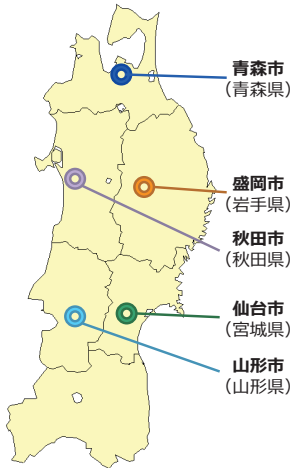 青森市
（青森県）
盛岡市
（岩手県）
秋田市
（秋田県）
仙台市
（宮城県）
山形市
（山形県）